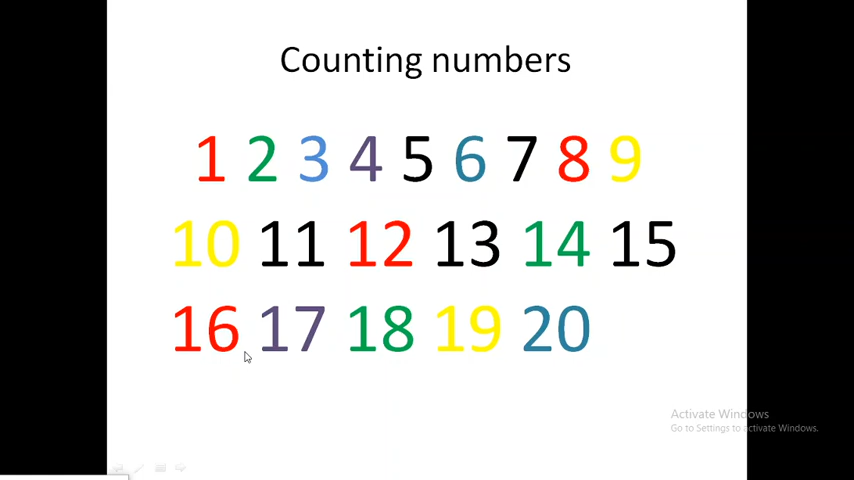 Counting numbers
1 2 3 4 5 6 7 8 9
10 11 12 13 14 15
16 17 18 19 20
Activate Windows
Go to Settings to activate Windows.